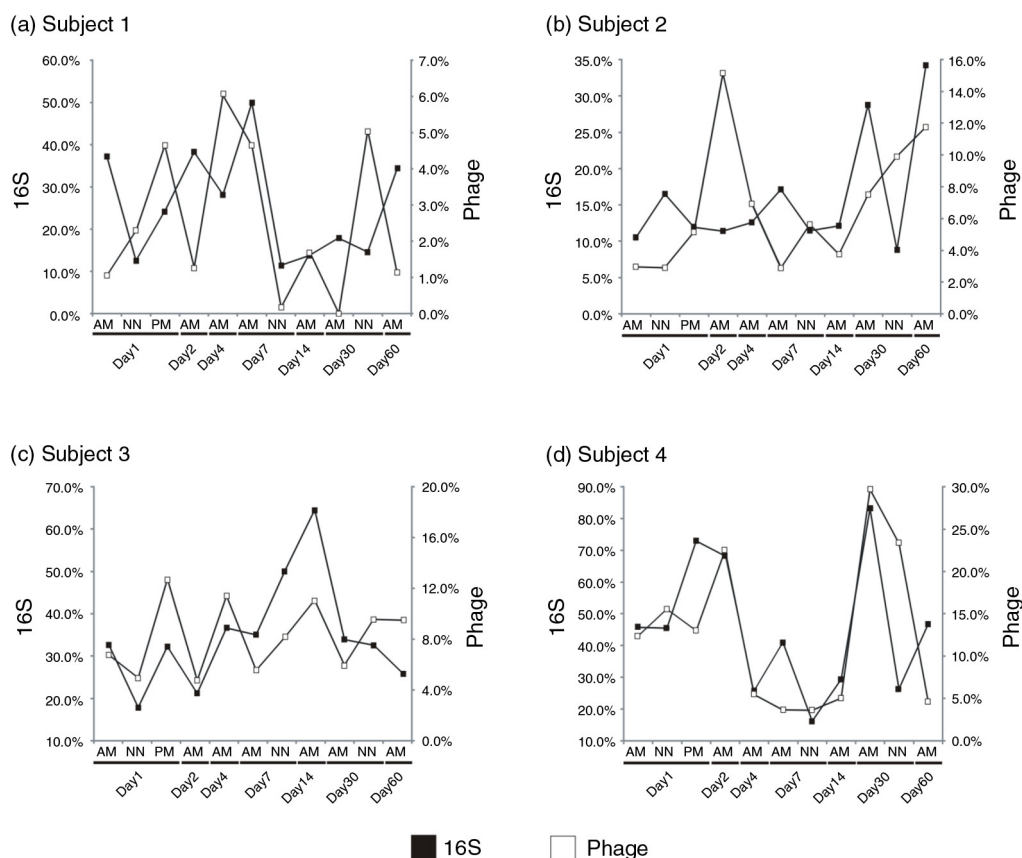 (a) Subject 1
60.0%
50.0%
40.0%
30.0%
20.0%
10.0%
0.0%
16S
7.0%
6.0%
5.0%
4.0%
3.0%
2.0%
1.0%
0.0%
Phage
AM NN PM AM AM AM NN AM AM NN AM
Day1 Day2 Day4 Day7 Day14 Day30 Day60
(b) Subject 2
35.0%
30.0%
25.0%
20.0%
15.0%
10.0%
5.0%
0.0%
16S
16.0%
14.0%
12.0%
10.0%
8.0%
6.0%
4.0%
2.0%
0.0%
Phage
AM NN PM AM AM AM NN AM AM NN AM
Day1 Day2 Day4 Day7 Day14 Day30 Day60
(c) Subject 3
70.0%
60.0%
50.0%
40.0%
30.0%
20.0%
10.0%
16S
20.0%
16.0%
12.0%
8.0%
4.0%
0.0%
Phage
AM NN PM AM AM AM NN AM AM NN AM
Day1 Day2 Day4 Day7 Day14 Day30 Day60
(d) Subject 4
90.0%
80.0%
70.0%
60.0%
50.0%
40.0%
30.0%
20.0%
10.0%
16S
30.0%
25.0%
20.0%
15.0%
10.0%
5.0%
0.0%
Phage
AM NN PM AM AM AM NN AM AM NN AM
Day1 Day2 Day4 Day7 Day14 Day30 Day60
16S Phage